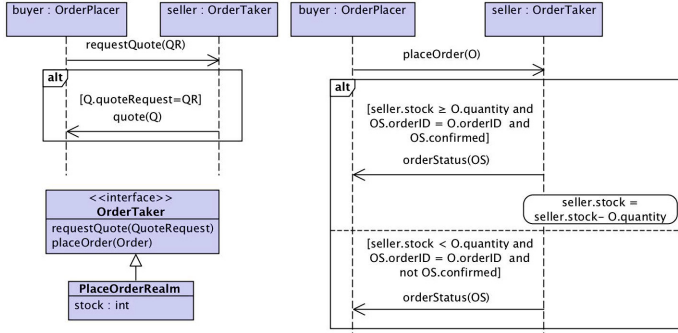 buyer : OrderPlacer
seller : OrderTaker
requestQuote(QR)
alt
[Q.quoteRequest=QR]
quote(Q)
<<interface>>
OrderTaker
requestQuote(QuoteRequest)
placeOrder(Order)
PlaceOrderRealm
stock : int
buyer : OrderPlacer
seller : OrderTaker
placeOrder(O)
alt
[seller.stock ≥ O.quantity and
OS.orderID = O.orderID and
OS.confirmed]
orderStatus(OS)
seller.stock =
seller.stock– O.quantity
[seller.stock < O.quantity and
OS.orderID = O.orderID and
not OS.confirmed]
orderStatus(OS)